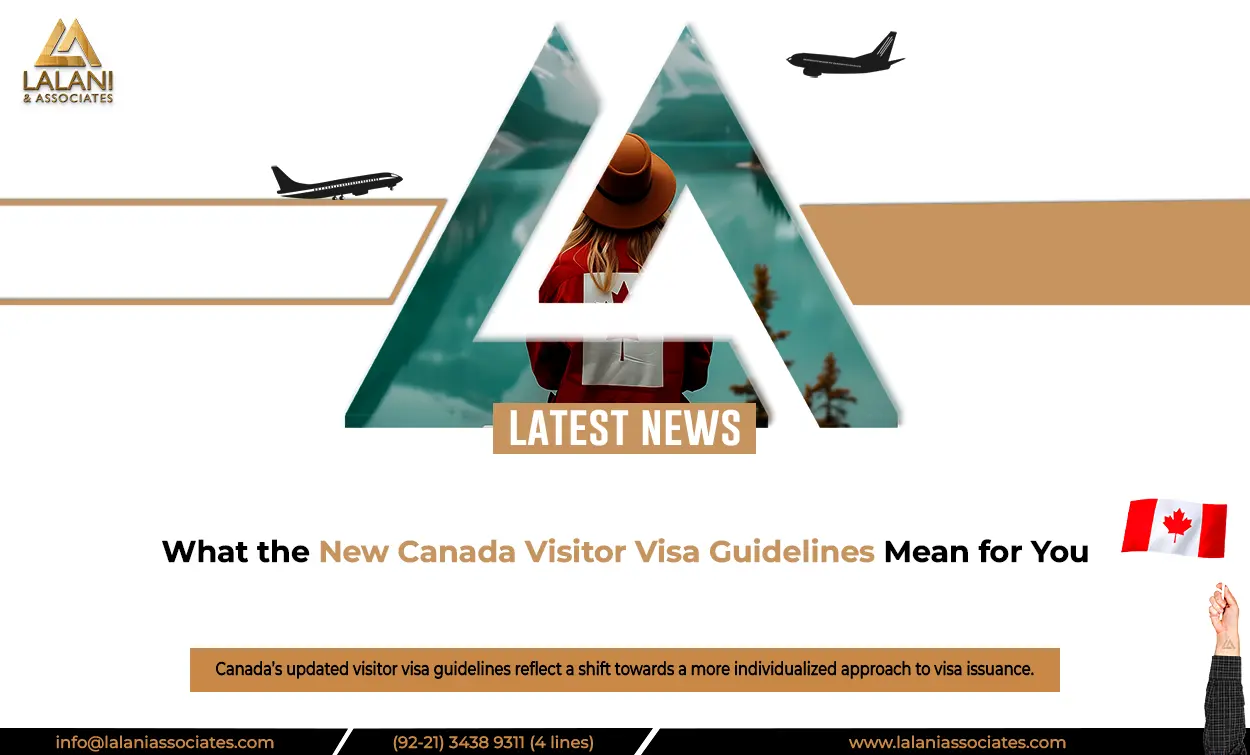 LALANI
& ASSOCIATES
LATEST NEWS
What the New Canada Visitor Visa Guidelines Mean for You
Canada's updated visitor visa guidelines reflect a shift towards a more individualized approach to visa issuance.
info@lalaniassociates.com
(92-21) 3438 9311 (4 lines)
www.lalaniassociates.com